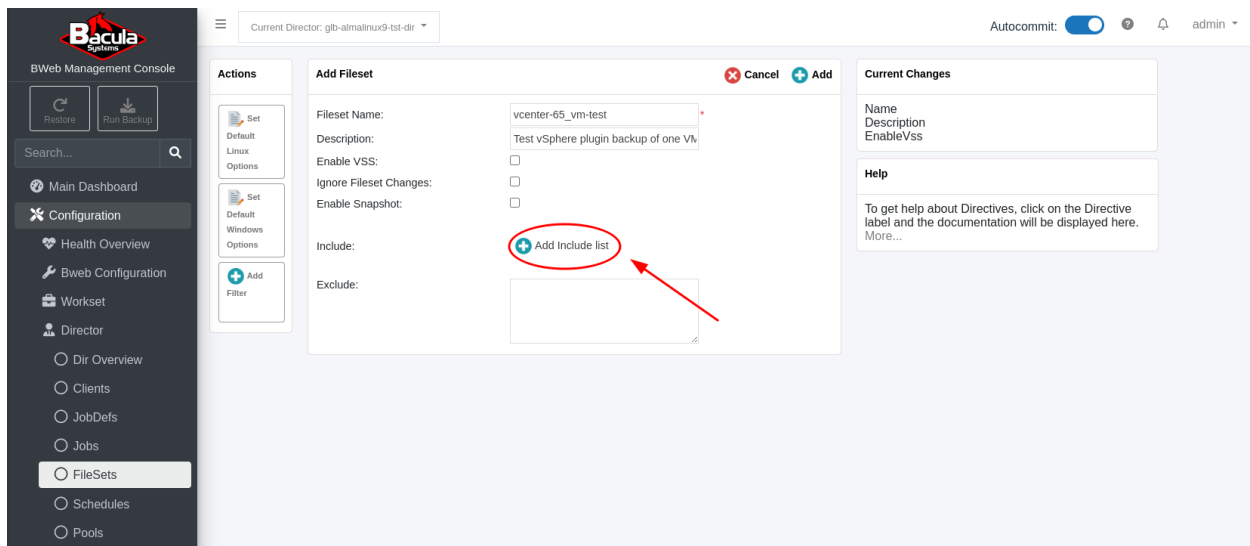 Bacula
Systems
BWeb Management Console
Restore
Run Backup
Search...
Main Dashboard
Configuration
Health Overview
Bweb Configuration
Workset
Director
Dir Overview
Clients
JobDefs
Jobs
FileSets
Schedules
Pools
Current Director: glb-almalinux9-tst-dir
Autocommit:
admin
Actions
Set
Default
Linux
Options
Set
Default
Windows
Options
Add
Filter
Add Fileset
Cancel
Add
Fileset Name:
vcenter-65_vm-test
*
Description:
Test vSphere plugin backup of one VM
Enable VSS:
Ignore Fileset Changes:
Enable Snapshot:
Include:
Add Include list
Exclude:
Current Changes
Name
Description
EnableVss
Help
To get help about Directives, click on the Directive
label and the documentation will be displayed here.
More...